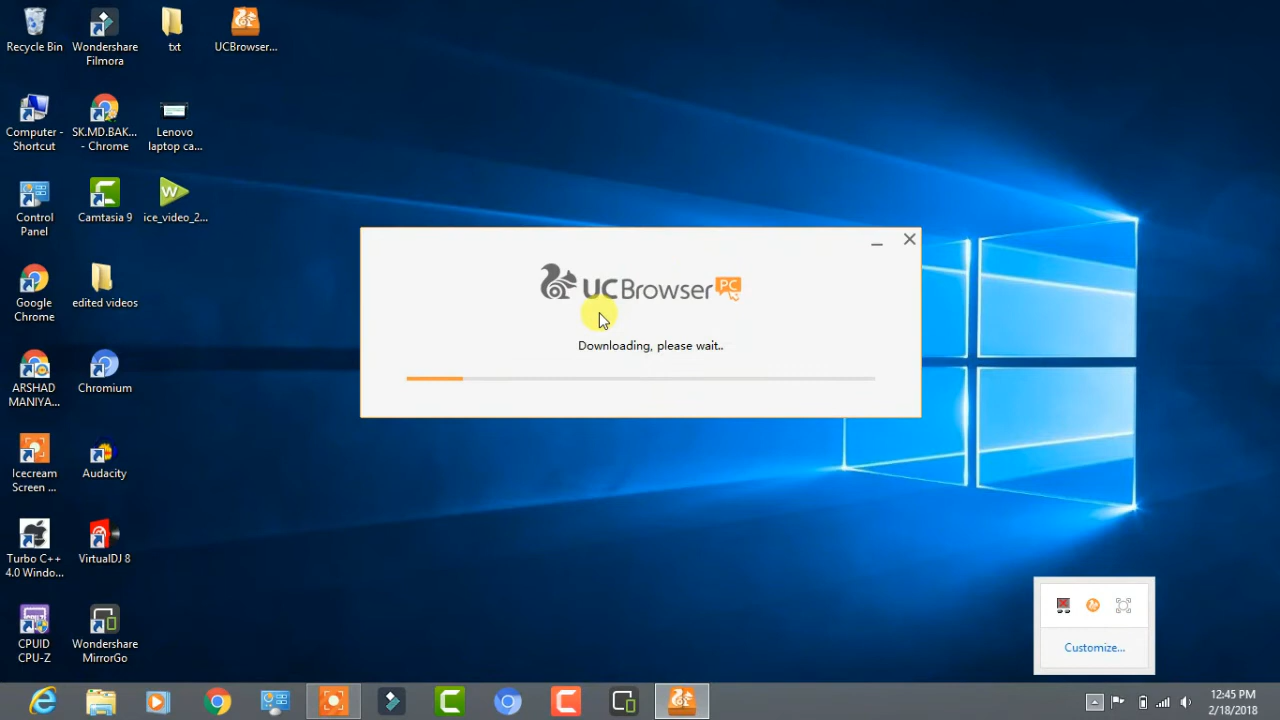 Recycle Bin
Wondershare
Filmora
txt
UCBrowser...
Computer -
Shortcut
SK.MD.BAK...
- Chrome
Lenovo
laptop ca...
Control
Panel
Camtasia 9
W
ice_video_2...
Google
Chrome
edited videos
ARSHAD
MANIYA...
Chromium
Icecream
Screen ...
Audacity
Turbo C++
4.0 Windo...
VirtualDJ 8
CPUID
CPU-Z
Wondershare
MirrorGo
UCBrowser PC
Downloading, please wait..
Customize...
12:45 PM
2/18/2018